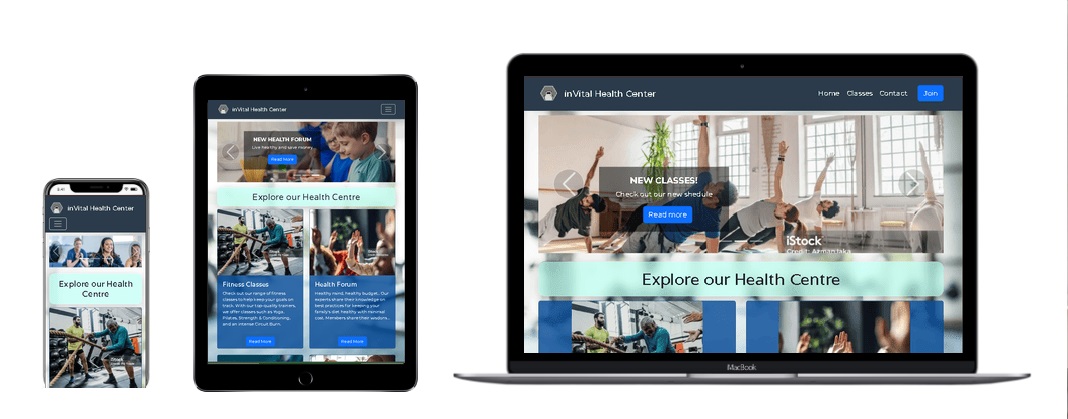 inVital Health Center
Explore our Health
Centre
iStock
inVital Health Center
NEW HEALTH FORUM
Live healthy and save money
Read more
Explore our Health Centre
Fitness Classes
Check out our range of fitness
classes to help keep your goals on
track. With our top-quality trainers,
we offer classes such as Yoga,
Pilates, Strength & Conditioning,
and an intense Circuit Burn.
Read More
Health Forum
Healthy mind, healthy budget. Our
experts share their knowledge on
best practices for keeping your
family's diet healthy with minimal
cost. Members share their wisdom...
Read More
inVital Health Center
Home Classes Contact Join
NEW CLASSES!
Check out our new shedule
Read more
iStock
Credit:
Explore our Health Centre
MacBook